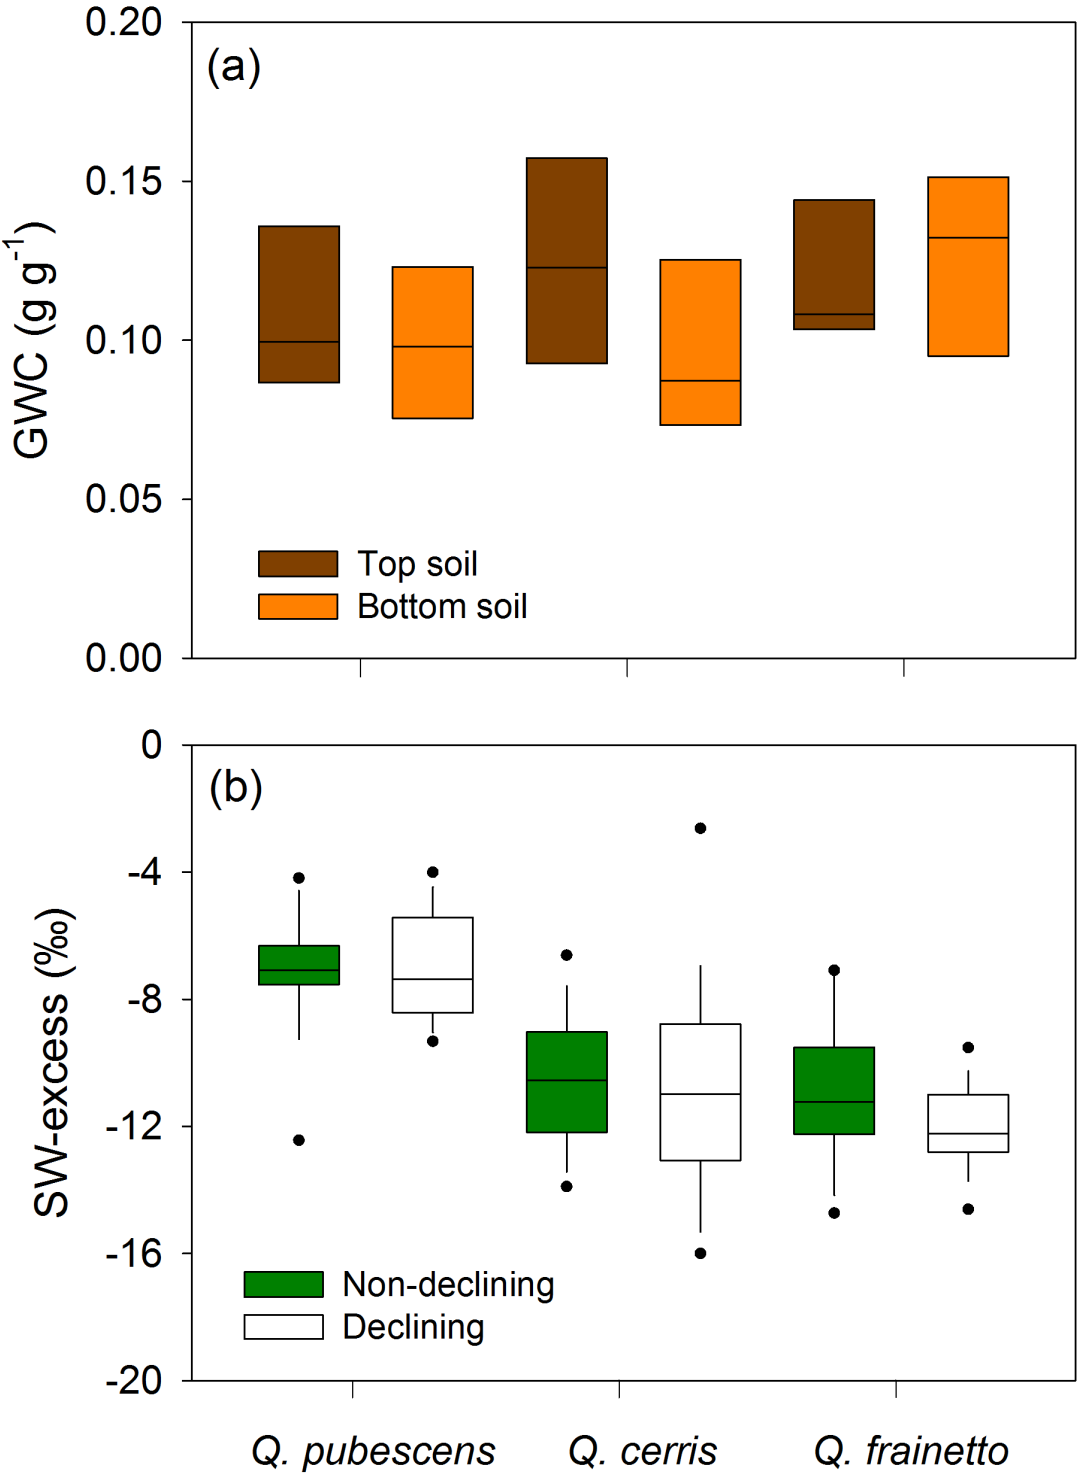 0.20
(a)
0.15
0.10
0.05
0.00
GWC (g g-1)
Top soil
Bottom soil
0
(b)
-4
-8
-12
-16
-20
SW-excess (‰)
Non-declining
Declining
Q. pubescens Q. cerris Q. frainetto